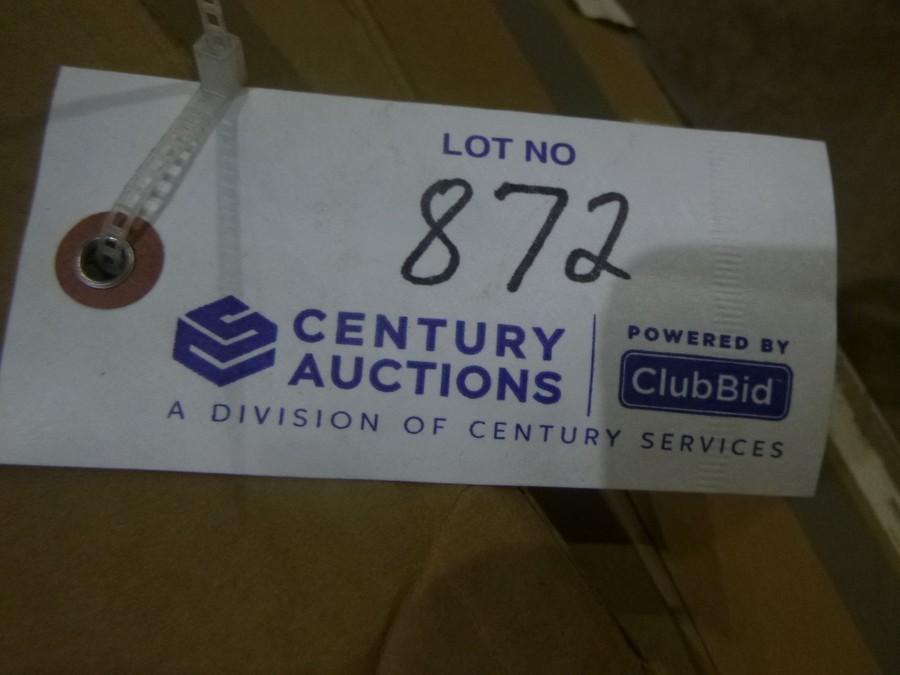 LOT NO
872
CENTURY
AUCTIONS
POWERED BY
ClubBid
A DIVISION OF CENTURY SERVICES